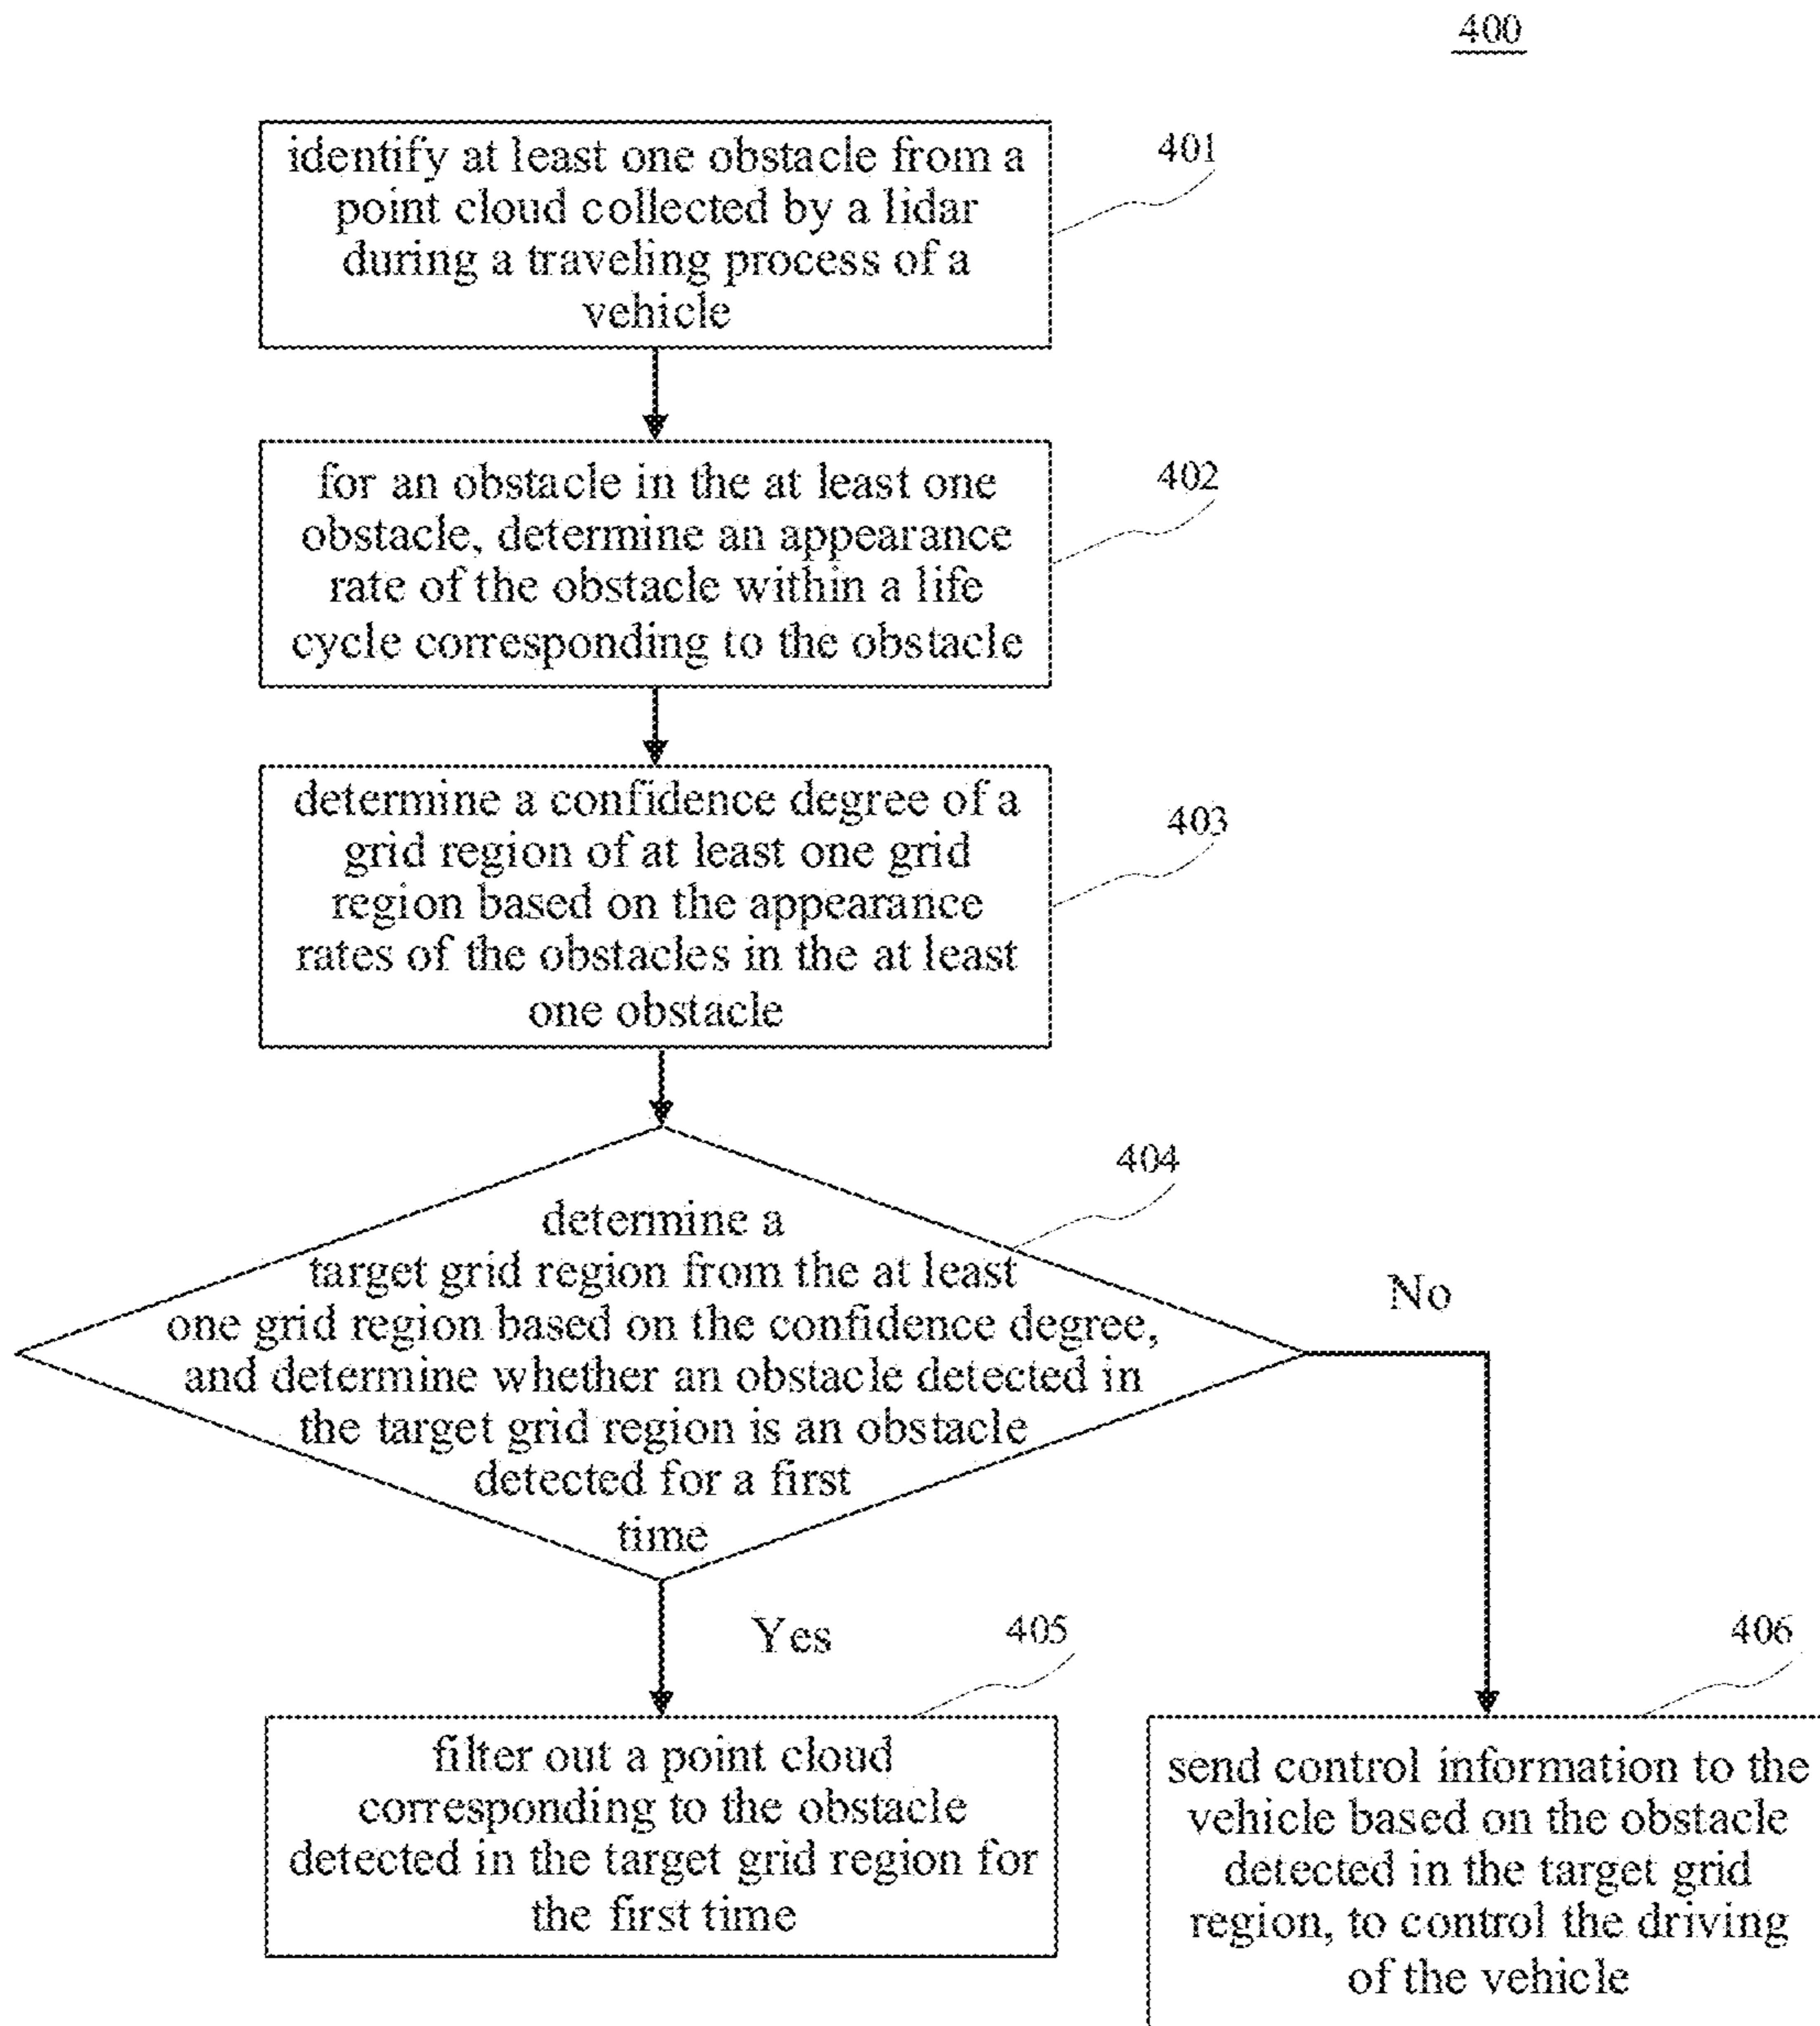 400
identify at least one obstacle from a
point cloud collected by a lidar
during a traveling process of a
vehicle
401
for an obstacle in the at least one
obstacle, determine an appearance
rate of the obstacle within a life
cycle corresponding to the obstacle
402
determine a confidence degree of a
grid region of at least one grid
region based on the appearance
rates of the obstacles in the at least
one obstacle
403
determine a
target grid region from the at least
one grid region based on the confidence degree,
and determine whether an obstacle detected in
the target grid region is an obstacle
detected for a first
time
404
No
Yes
405
filter out a point cloud
corresponding to the obstacle
detected in the target grid region for
the first time
406
send control information to the
vehicle based on the obstacle
detected in the target grid
region, to control the driving
of the vehicle